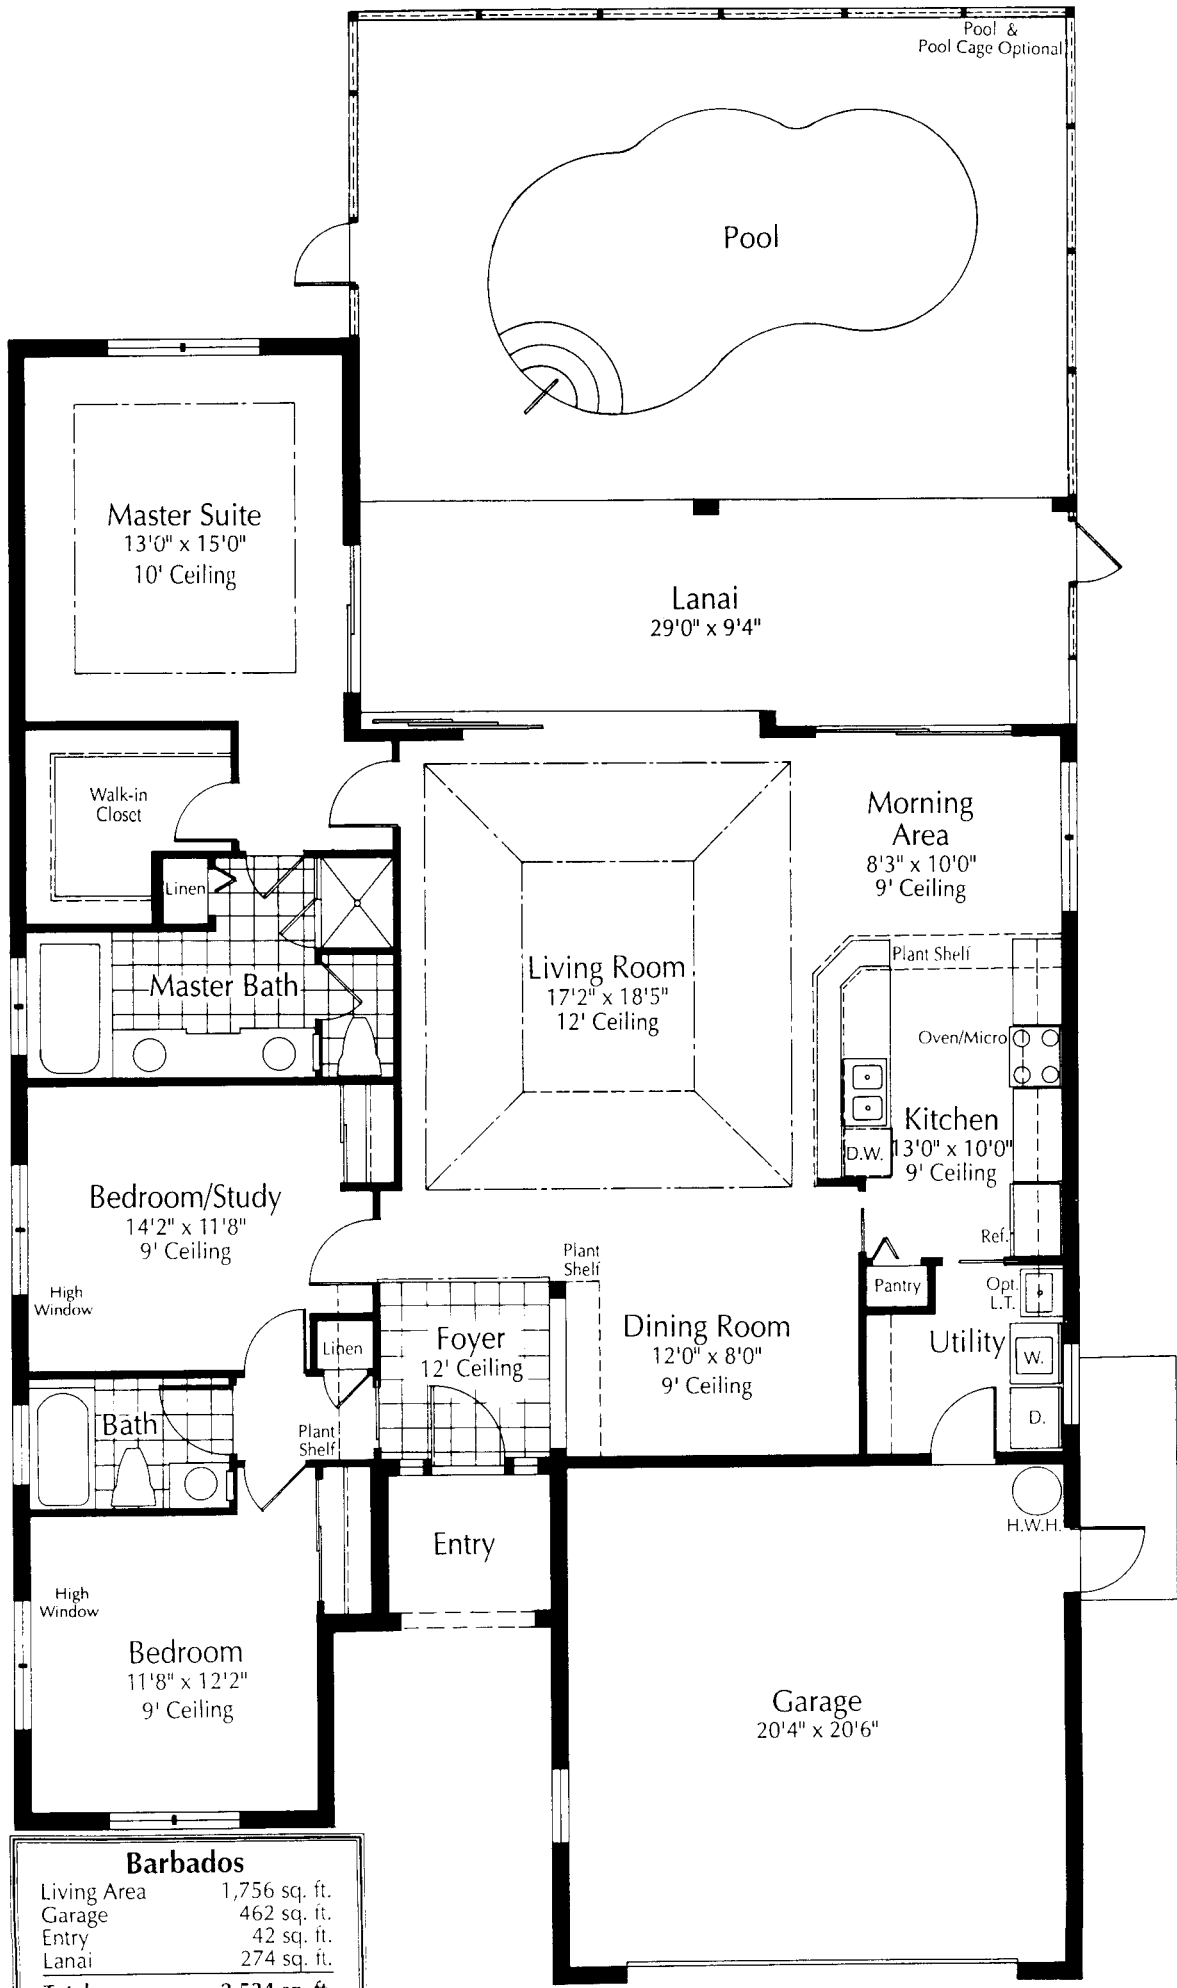 Pool &
Pool Cage Optional
Pool
Master Suite
13'0" x 15'0"
10' Ceiling
Lanai
29'0" x 9'4"
Walk-in
Closet
Morning
Area
8'3" x 10'0"
9' Ceiling
Linen
Plant Shelf
Living Room
17'2" x 18'5"
12' Ceiling
Master Bath
Oven/Micro
Kitchen
13'0" x 10'0"
9' Ceiling
D.W.
Bedroom/Study
14'2" x 11'8"
9' Ceiling
Ref.
Plant
Shelf
High
Window
Pantry
Opt.
L.T.
Foyer
12' Ceiling
Linen
Dining Room
12'0" x 8'0"
9' Ceiling
Utility
W.
D.
Bath
Plant
Shelf
Entry
H.W.H.
High
Window
Bedroom
11'8" x 12'2"
9' Ceiling
Garage
20'4" x 20'6"
Barbados
Living Area 1,756 sq. ft.
Garage 462 sq. ft.
Entry 42 sq. ft.
Lanai 274 sq. ft.
Total 2,534 sq. ft.